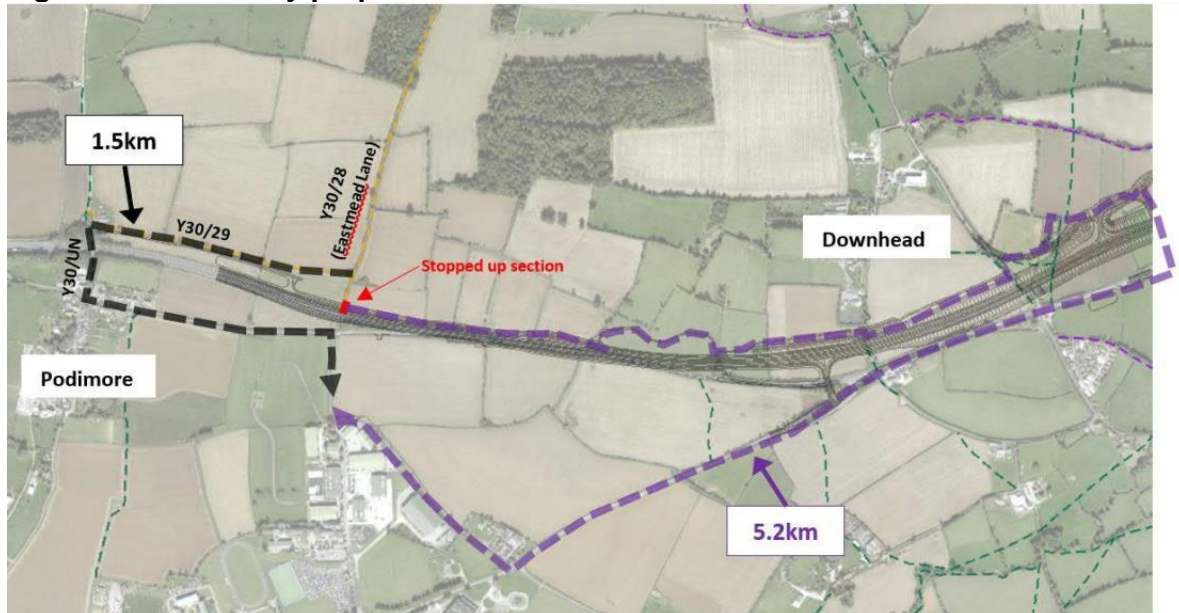 1.5km
Y30/28
(Eastmead Lane)
Y30/29
Y30/UN
Downhead
Stopped up section
Podimore
5.2km